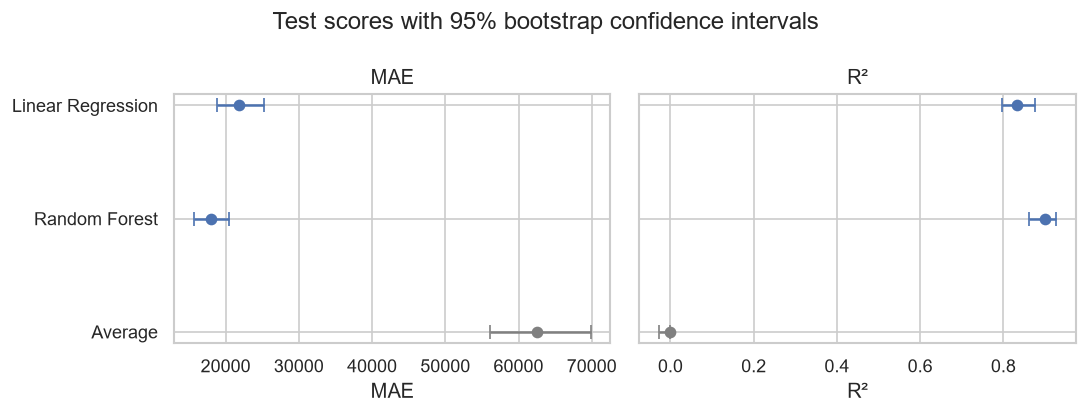 Test scores with 95% bootstrap confidence intervals
MAE
R²
Linear Regression
Random Forest
Average
20000 30000 40000 50000 60000 70000
0.0 0.2 0.4 0.6 0.8
MAE
R²